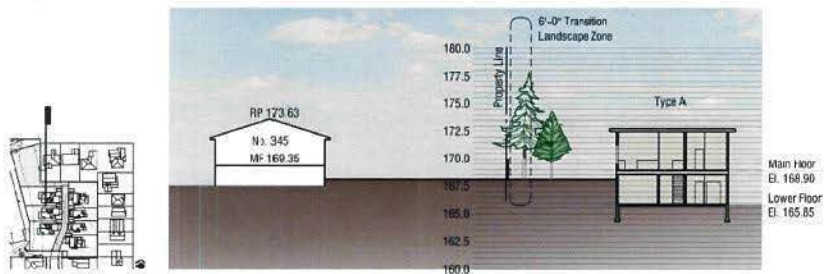 6'-0" Transition
Landscape Zone
180.0
Property Line
177.5
175.0
Type A
RP 173.63
172.5
No. 345
MF 169.35
170.0
Main Floor
El. 168.90
167.5
Lower Floor
El. 165.85
165.0
162.5
160.0